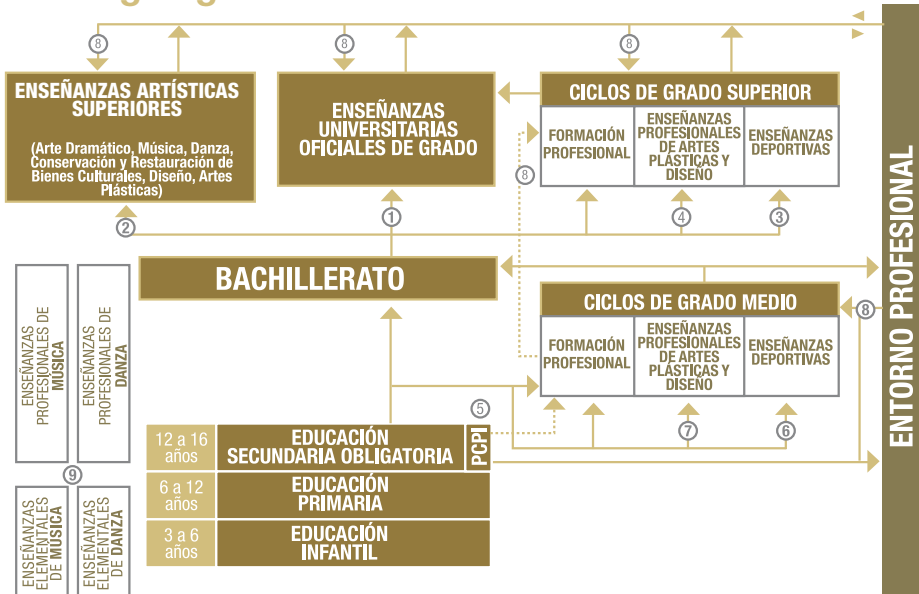 8
8
8
ENSEÑANZAS ARTÍSTICAS
SUPERIORES
(Arte Dramático, Música, Danza,
Conservación y Restauración de
Bienes Culturales, Diseño, Artes
Plásticas)
ENSEÑANZAS
UNIVERSITARIAS
OFICIALES DE GRADO
CICLOS DE GRADO SUPERIOR
FORMACIÓN
PROFESIONAL
ENSEÑANZAS
PROFESIONALES
DE ARTES
PLÁSTICAS Y
DISEÑO
ENSEÑANZAS
DEPORTIVAS
8
2
1
4
3
BACHILLERATO
CICLOS DE GRADO MEDIO
8
FORMACIÓN
PROFESIONAL
ENSEÑANZAS
PROFESIONALES
DE ARTES
PLÁSTICAS Y
DISEÑO
ENSEÑANZAS
DEPORTIVAS
5
7
6
ENSEÑANZAS
PROFESIONALES DE
MÚSICA
ENSEÑANZAS
PROFESIONALES DE
DANZA
9
ENSEÑANZAS
ELEMENTALES
DE MÚSICA
ENSEÑANZAS
ELEMENTALES
DE DANZA
12 a 16
años
EDUCACIÓN
SECUNDARIA OBLIGATORIA
PCPI
6 a 12
años
EDUCACIÓN
PRIMARIA
3 a 6
años
EDUCACIÓN
INFANTIL
ENTORNO PROFESIONAL